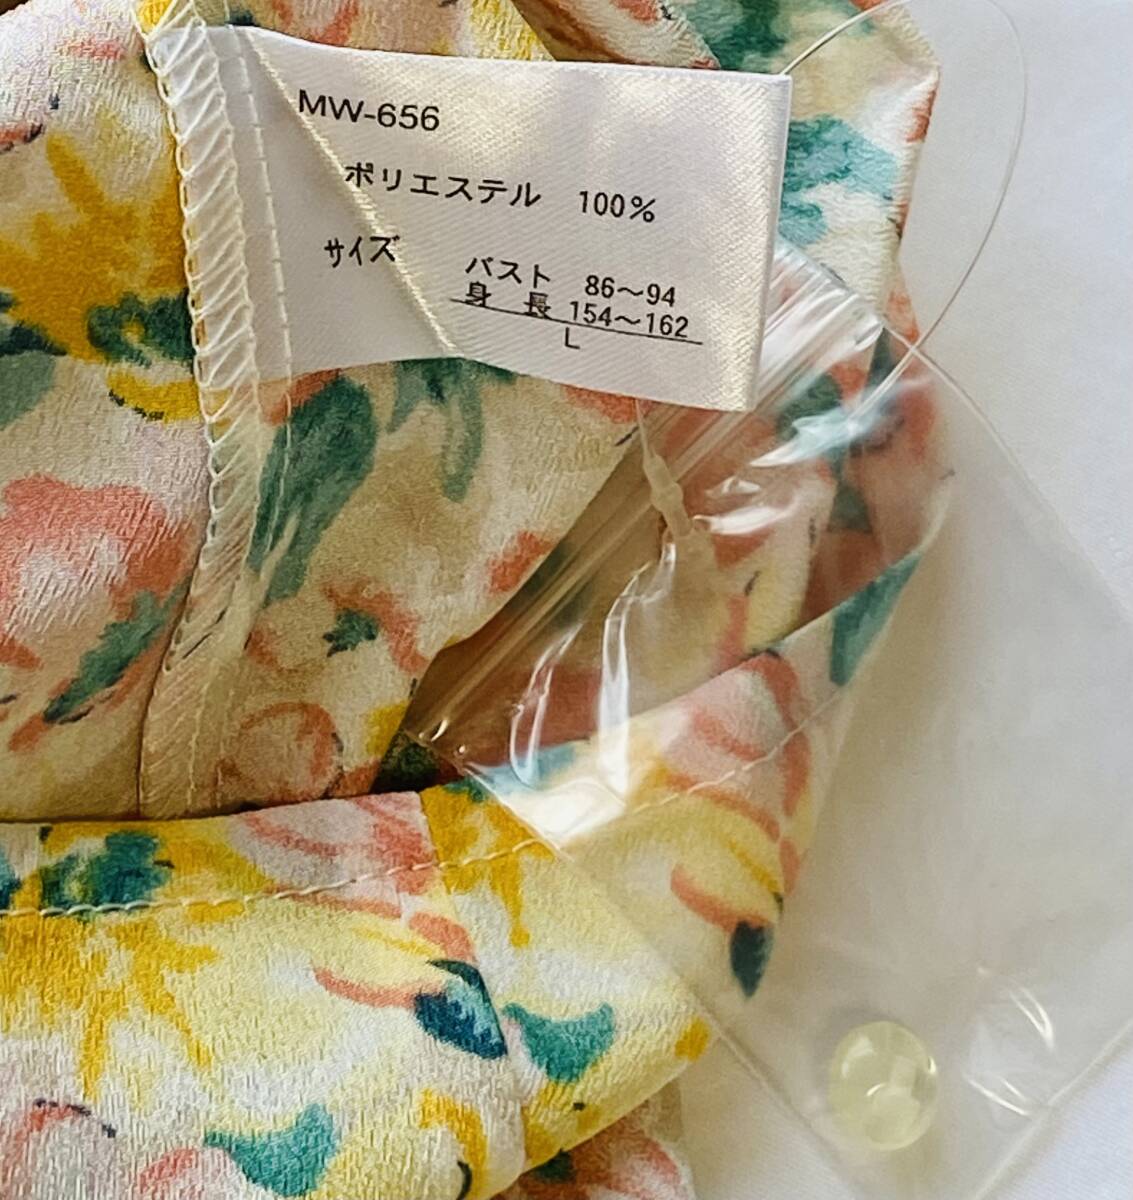 MW-656
ポリエステル 100%
サイズ
バスト 86～94
身 長 154～162
L